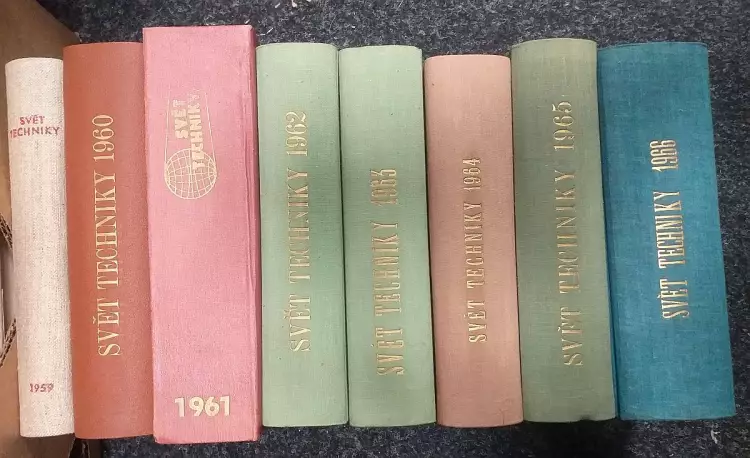 SVĚT
TECHNIKY
1959
SVĚT TECHNIKY 1960
SVĚT
TECHNIKY
1961
SVĚT TECHNIKY 1962
SVĚT TECHNIKY 1963
SVĚT TECHNIKY 1964
SVĚT TECHNIKY 1965
SVĚT TECHNIKY 1966